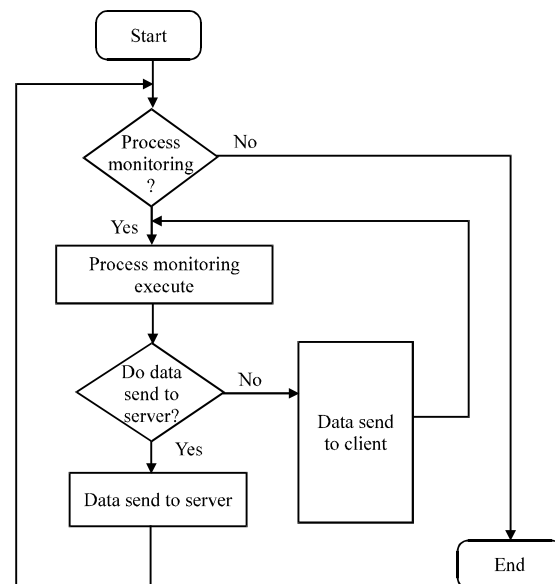 Start
Process
monitoring
?
No
Yes
Process monitoring
execute
Do data
send to
server?
No
Data send
to client
Yes
Data send to server
End